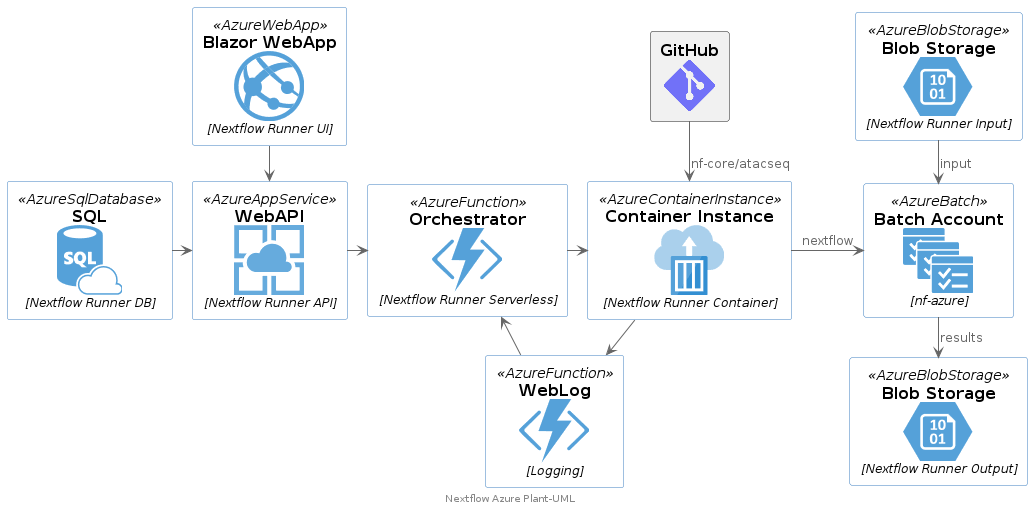 «AzureWebApp»
Blazor WebApp
[Nextflow Runner UI]
GitHub
nf-core/atacseq
«AzureBlobStorage»
Blob Storage
10
01
[Nextflow Runner Input]
input
«AzureSqlDatabase»
SQL
SQL
[Nextflow Runner DB]
«AzureAppService»
WebAPI
[Nextflow Runner API]
«AzureFunction»
Orchestrator
[Nextflow Runner Serverless]
«AzureContainerInstance»
Container Instance
[Nextflow Runner Container]
nextflow
«AzureBatch»
Batch Account
[nf-azure]
results
«AzureFunction»
WebLog
[Logging]
«AzureBlobStorage»
Blob Storage
10
01
[Nextflow Runner Output]
Nextflow Azure Plant-UML